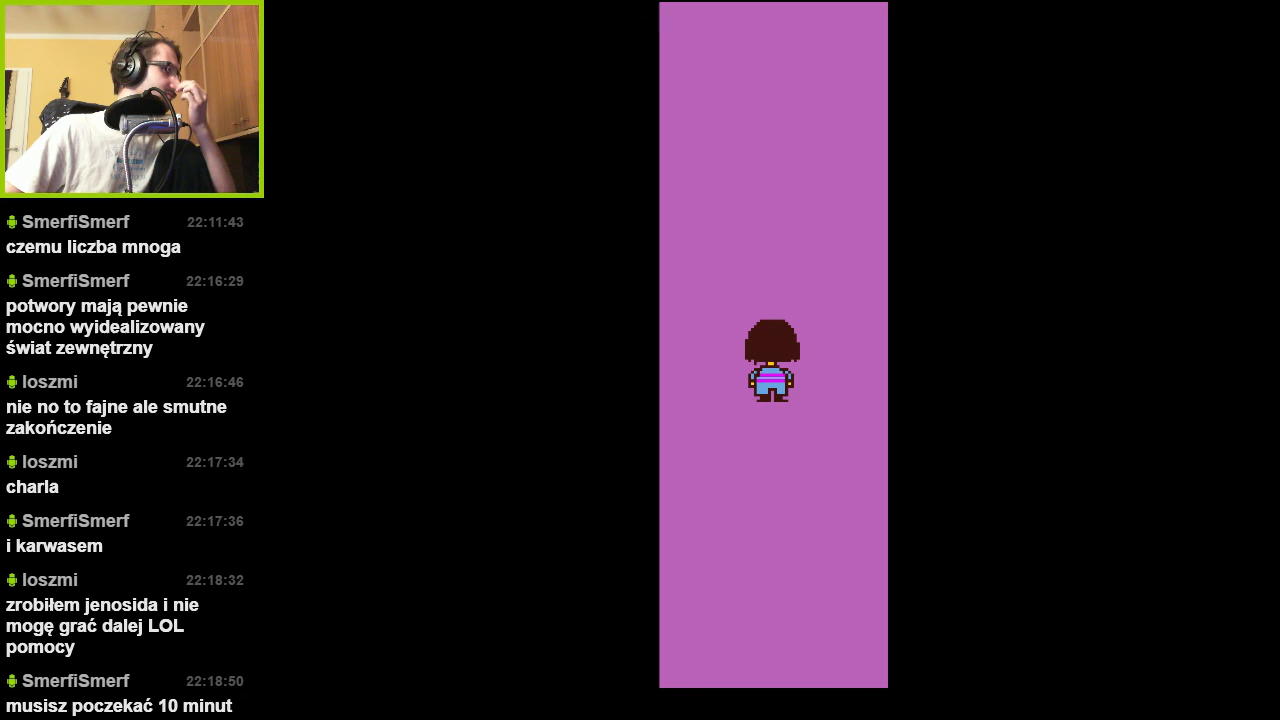 SmerfiSmerf 22:11:43
czemu liczba mnoga
SmerfiSmerf 22:16:29
potwory mają pewnie
mocno wyidealizowany
świat zewnętrzny
loszmi 22:16:46
nie no to fajne ale smutne
zakończenie
loszmi 22:17:34
charla
SmerfiSmerf 22:17:36
i karwasem
loszmi 22:18:32
zrobiłem jenosida i nie
mogę grać dalej LOL
pomocy
SmerfiSmerf 22:18:50
musisz poczekać 10 minut